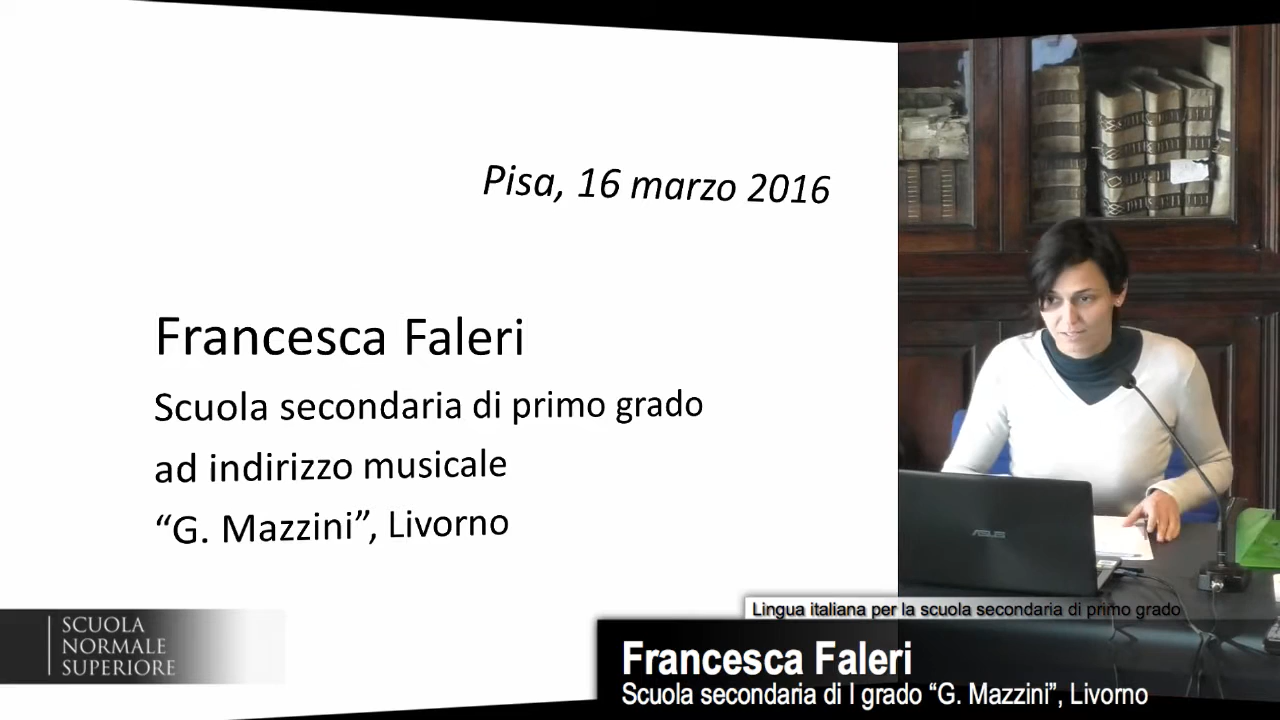 Pisa, 16 marzo 2016
Francesca Faleri
Scuola secondaria di primo grado
ad indirizzo musicale
“G. Mazzini”, Livorno
ASUS
Lingua italiana per la scuola secondaria di primo grado
Francesca Faleri
Scuola secondaria di I grado “G. Mazzini”, Livorno
SCUOLA
NORMALE
SUPERIORE